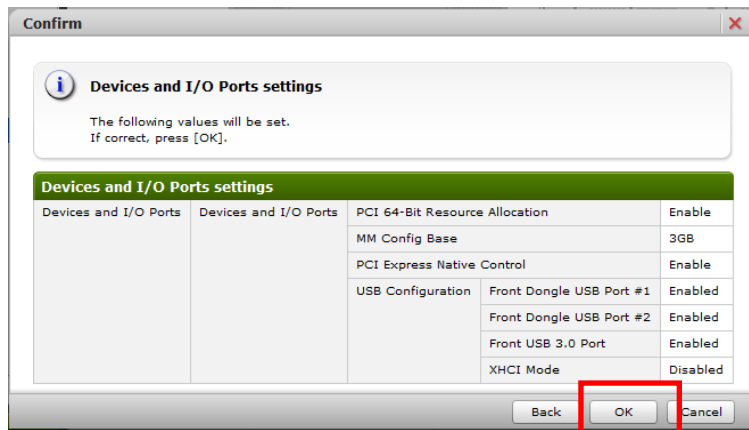 Confirm
Devices and I/O Ports settings
The following values will be set.
If correct, press [OK].
Devices and I/O Ports settings
Devices and I/O Ports Devices and I/O Ports PCI 64-Bit Resource Allocation Enable
MM Config Base 3GB
PCI Express Native Control Enable
USB Configuration Front Dongle USB Port #1 Enabled
Front Dongle USB Port #2 Enabled
Front USB 3.0 Port Enabled
XHCI Mode Disabled
Back OK Cancel